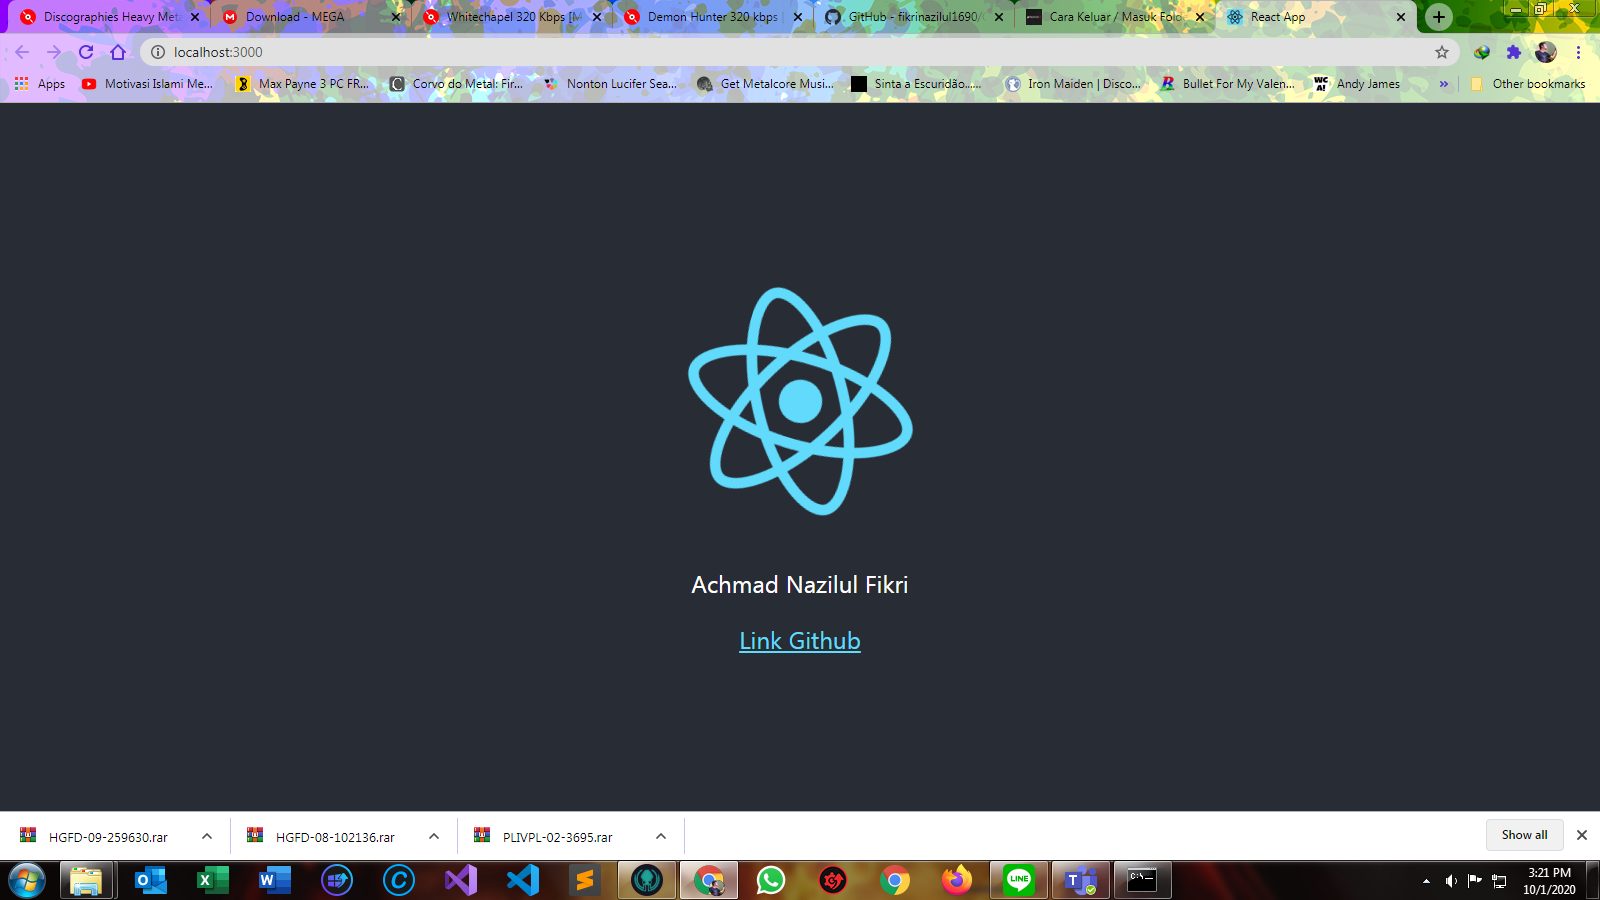 Discographies Heavy Met
Download - MEGA
Whitechapel 320 Kbps [M
Demon Hunter 320 kbps
GitHub - fikrinazilul1690/
Cara Keluar / Masuk Fold
React App
localhost:3000
Apps
Motivasi Islami Me...
Max Payne 3 PC FR...
Corvo do Metal: Fir...
Nonton Lucifer Sea...
Get Metalcore Musi...
Sinta a Escuridão.....
Iron Maiden | Disco...
Bullet For My Valen...
WC
A!
Andy James
»
Other bookmarks
Achmad Nazilul Fikri
Link Github
HGFD-09-259630.rar
HGFD-08-102136.rar
PLIVPL-02-3695.rar
Show all
LINE
C:\_
3:21 PM
10/1/2020